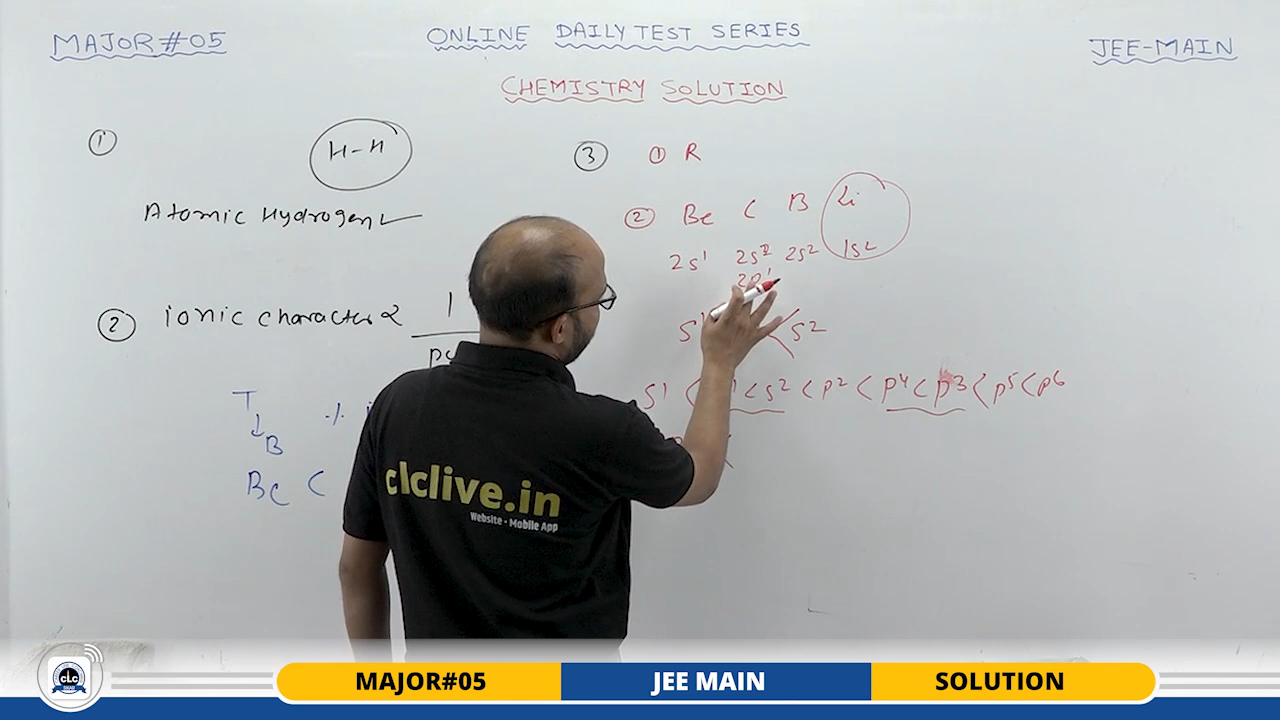 MAJOR#05
ONLINE DAILY TEST SERIES
JEE-MAIN
CHEMISTRY SOLUTION
①
H-H
Atomic Hydrogen
② ionic character ∝ 1
T
B
Be C
③ ① R
② Be C B Li
2s¹ 2s² 2s² 1s²
2p¹
< s²
s¹ < < s² < p² < p⁴ < p³ < p⁵ < p⁶
clclive.in
Website • Mobile App
clc
MAJOR#05 JEE MAIN SOLUTION